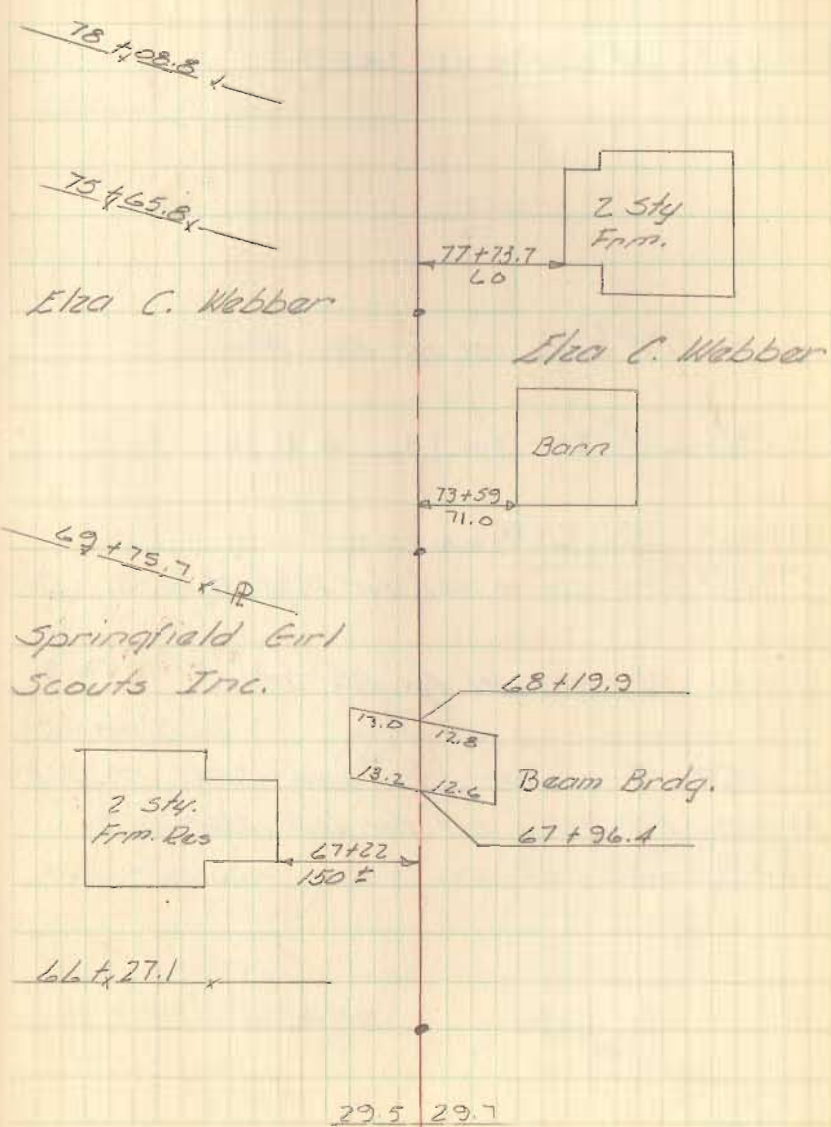 78+08.8
75+65.8
2 Sty
Frm.
77+73.7
60
Elza C. Webber
Elza C. Webber
Barn
73+59
71.0
69+75.7 PL
Springfield Girl
Scouts Inc.
68+19.9
13.0 12.8
13.2 12.6
Beam Brdg.
67+96.4
2 Sty.
Frm. Res
67+22
150 ±
66+27.1
29.5 29.7